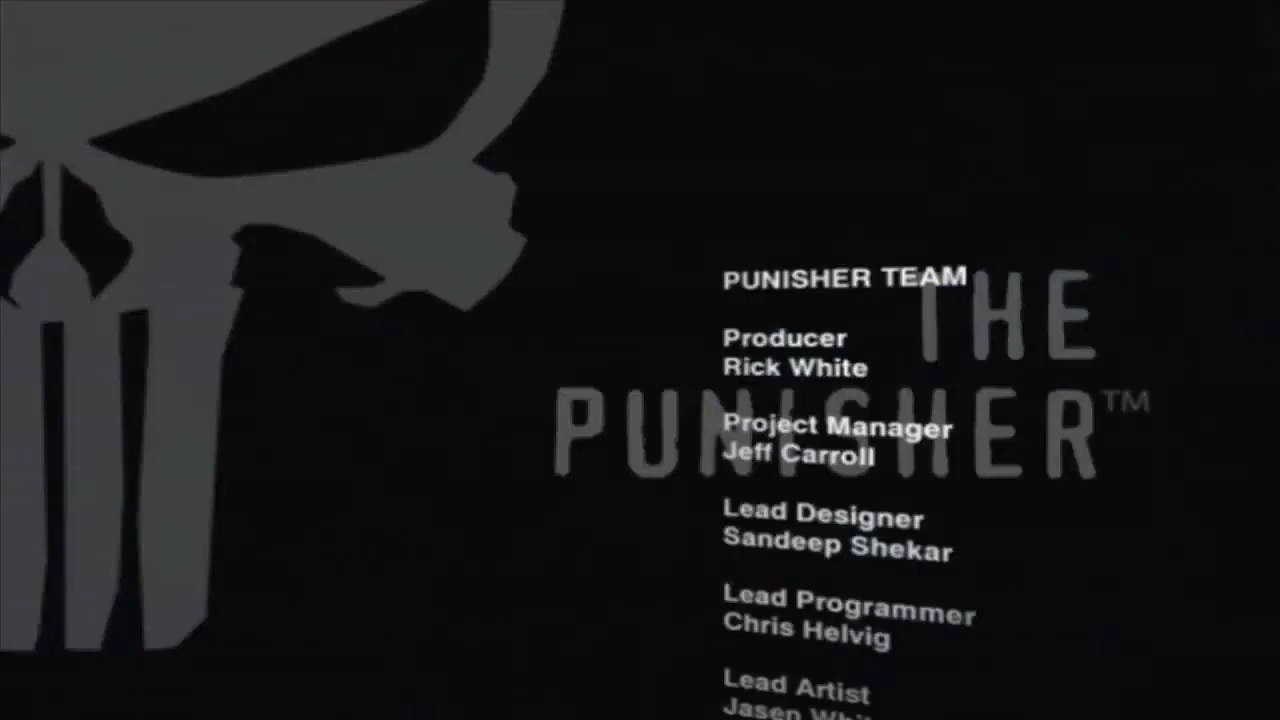 THE
PUNISHER™
PUNISHER TEAM
Producer
Rick White
Project Manager
Jeff Carroll
Lead Designer
Sandeep Shekar
Lead Programmer
Chris Helvig
Lead Artist
Jasen